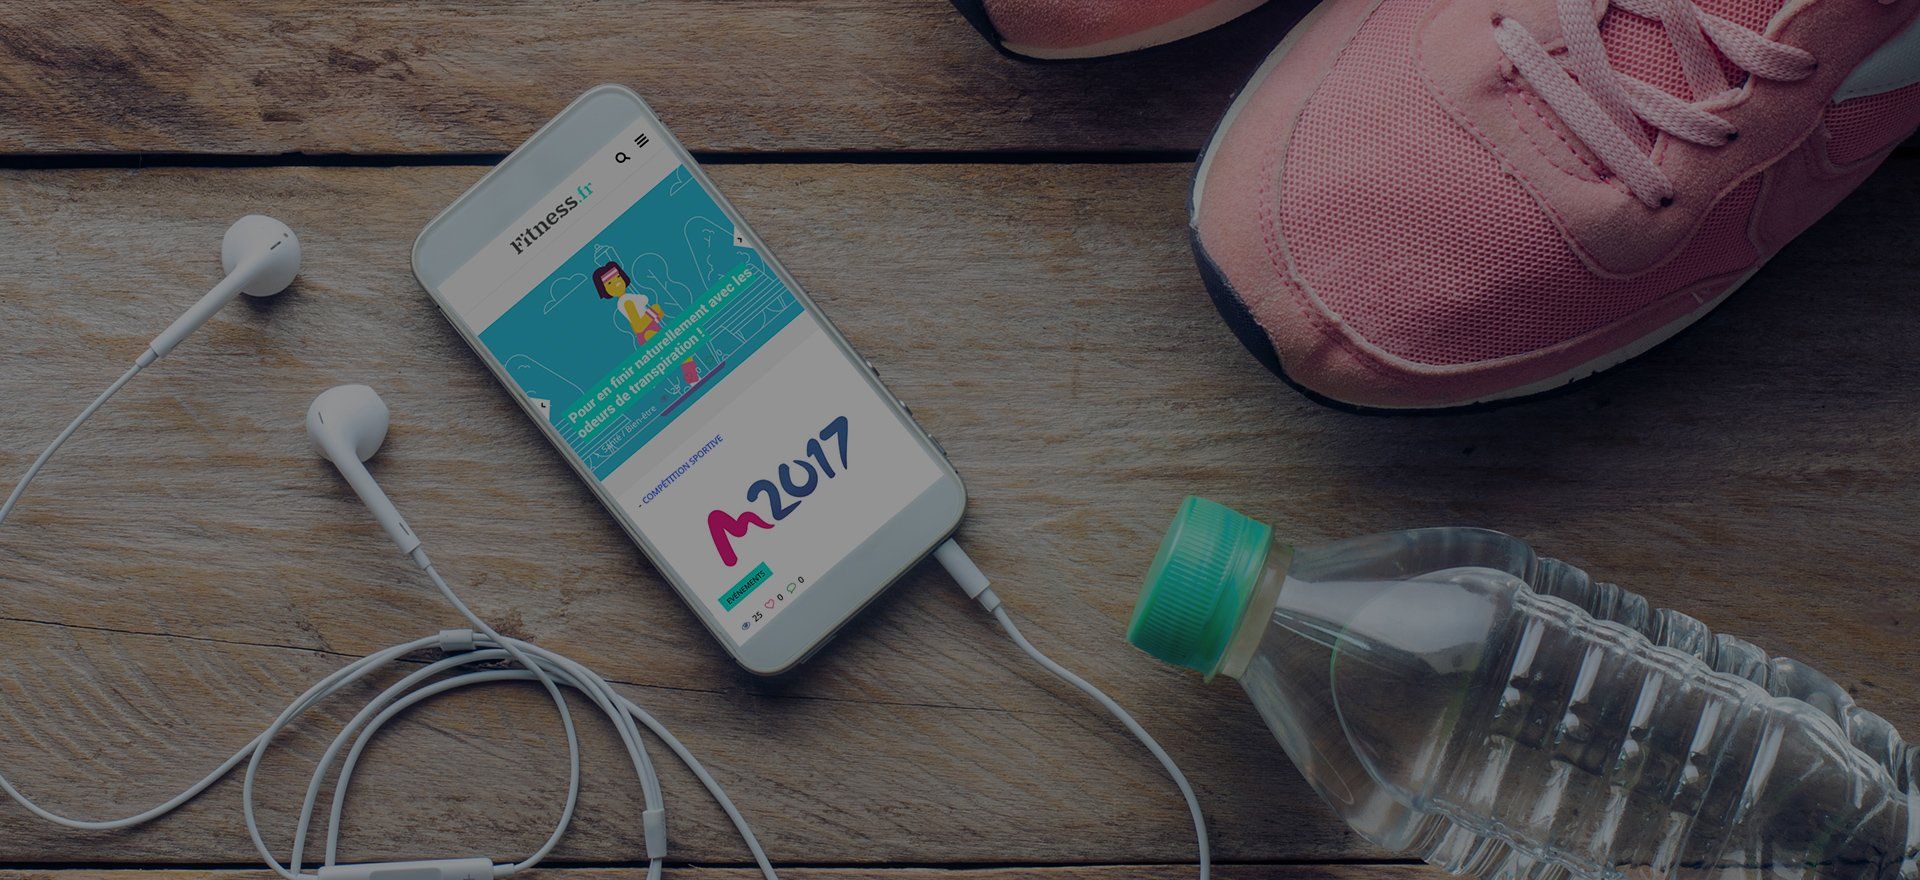 Fitness.fr
Pour en finir naturellement avec les
odeurs de transpiration !
Santé / Bien-être
- COMPÉTITION SPORTIVE
M2017
EVÉNEMENTS
25 0 0